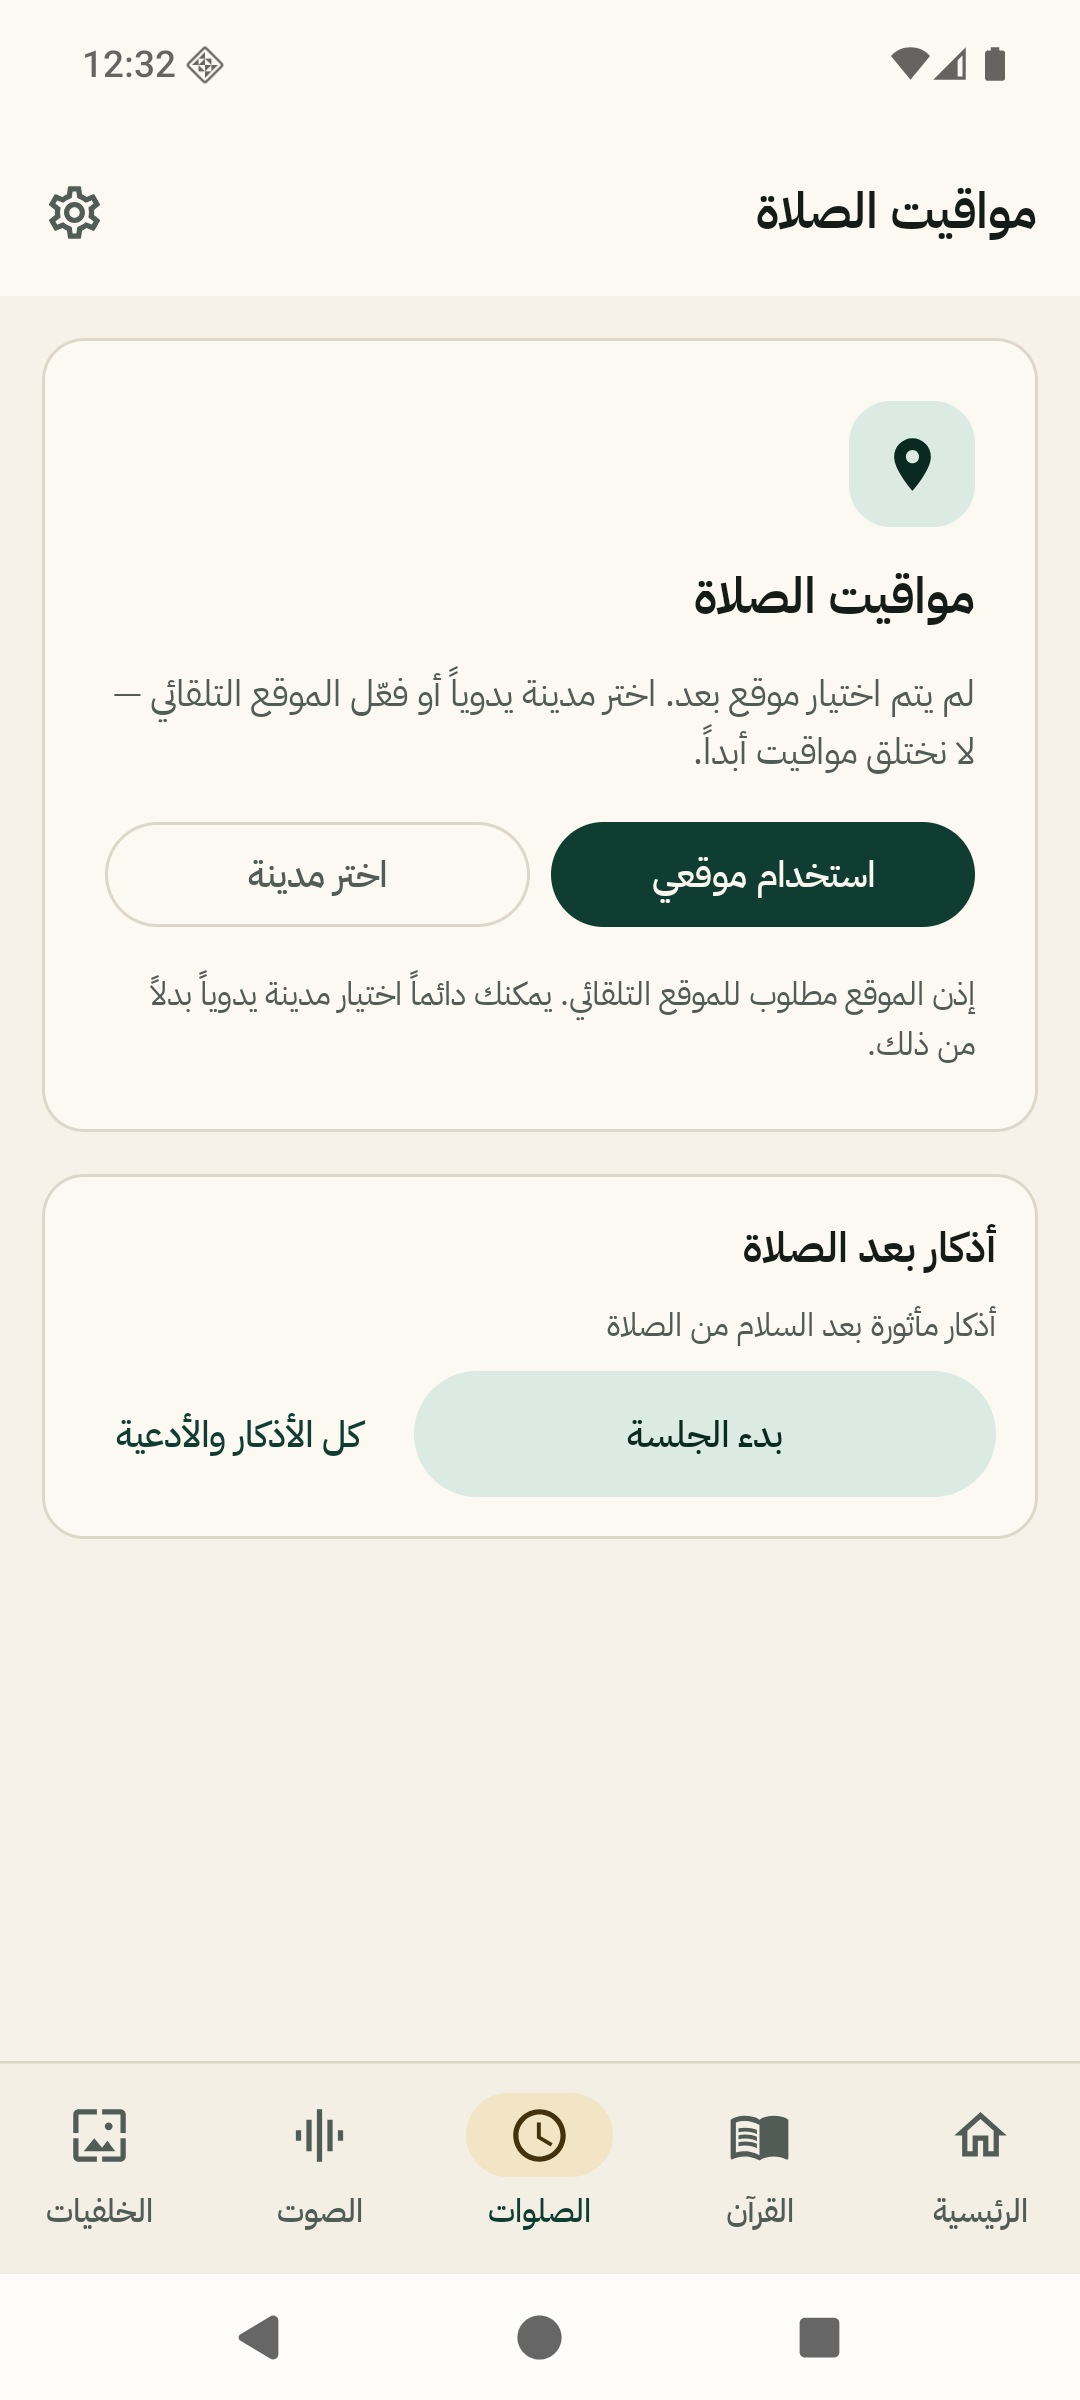 12:32
مواقيت الصلاة
مواقيت الصلاة
لم يتم اختيار موقع بعد. اختر مدينة يدوياً أو فعّل الموقع التلقائي —
لا نختلق مواقيت أبداً.
استخدام موقعي
اختر مدينة
إذن الموقع مطلوب للموقع التلقائي. يمكنك دائماً اختيار مدينة يدوياً بدلاً
من ذلك.
أذكار بعد الصلاة
أذكار مأثورة بعد السلام من الصلاة
بدء الجلسة
كل الأذكار والأدعية
الرئيسية
القرآن
الصلوات
الصوت
الخلفيات